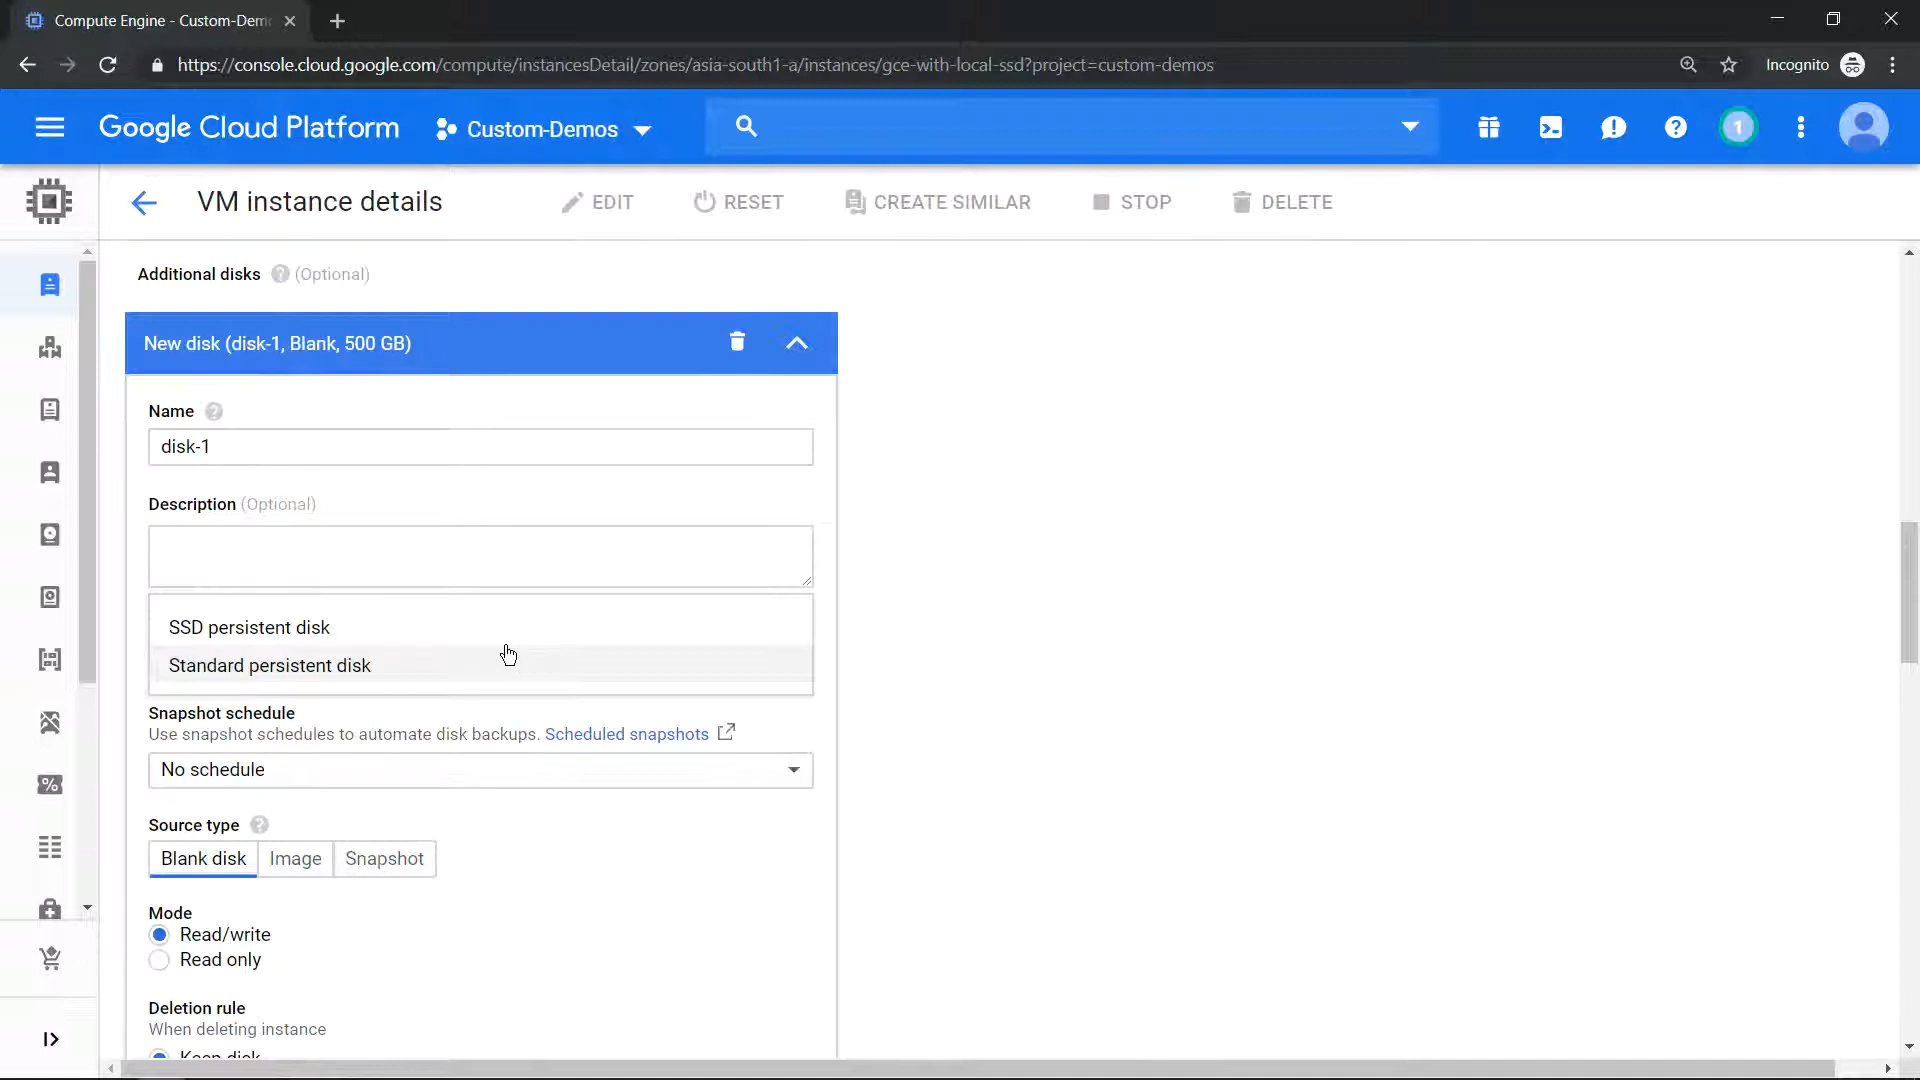 Compute Engine - Custom-Dem
https://console.cloud.google.com/compute/instancesDetail/zones/asia-south1-a/instances/gce-with-local-ssd?project=custom-demos
Incognito
Google Cloud Platform
Custom-Demos
1
VM instance details
EDIT
RESET
CREATE SIMILAR
STOP
DELETE
Additional disks (Optional)
New disk (disk-1, Blank, 500 GB)
Name
disk-1
Description (Optional)
SSD persistent disk
Standard persistent disk
Snapshot schedule
Use snapshot schedules to automate disk backups. Scheduled snapshots
No schedule
Source type
Blank disk
Image
Snapshot
Mode
Read/write
Read only
Deletion rule
When deleting instance
Keep disk